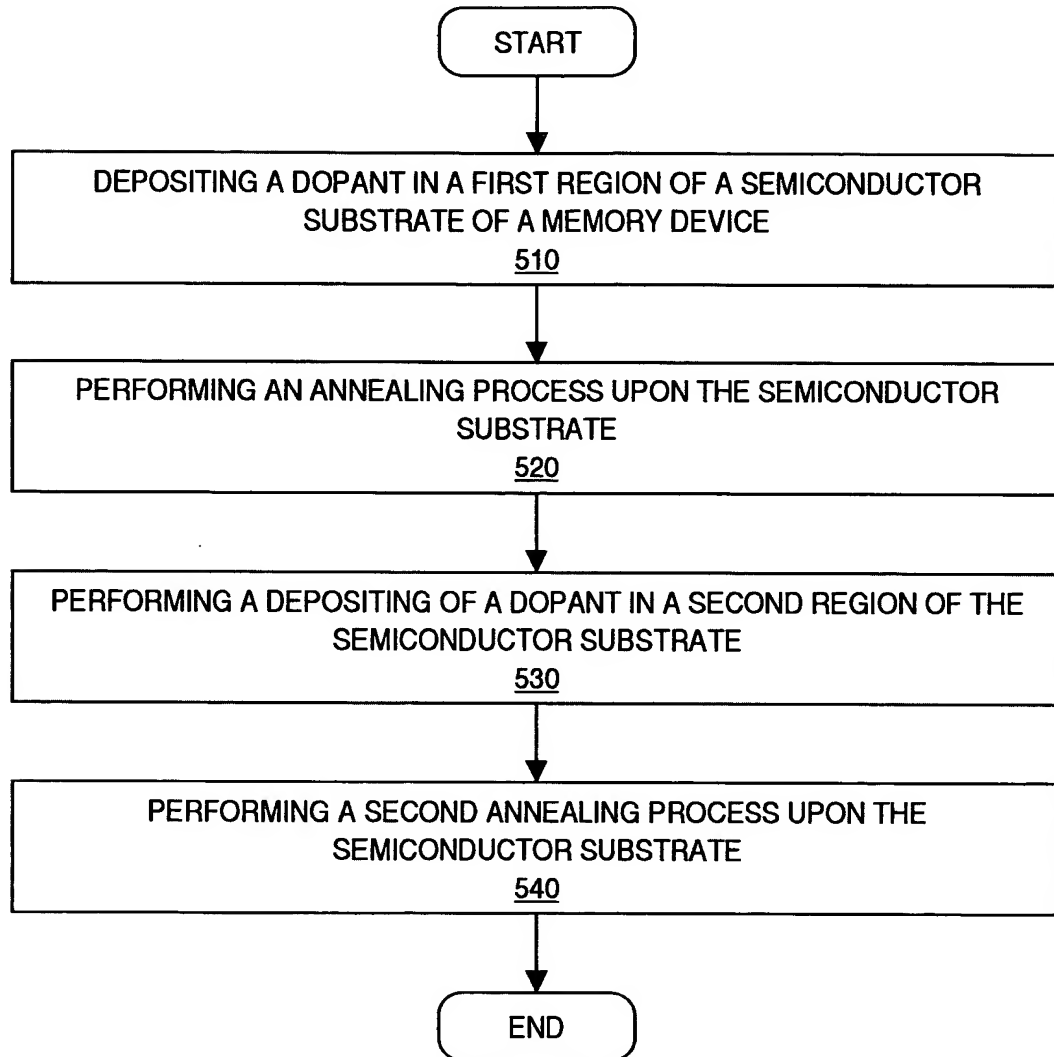 START
DEPOSITING A DOPANT IN A FIRST REGION OF A SEMICONDUCTOR
SUBSTRATE OF A MEMORY DEVICE
510
PERFORMING AN ANNEALING PROCESS UPON THE SEMICONDUCTOR
SUBSTRATE
520
PERFORMING A DEPOSITING OF A DOPANT IN A SECOND REGION OF THE
SEMICONDUCTOR SUBSTRATE
530
PERFORMING A SECOND ANNEALING PROCESS UPON THE
SEMICONDUCTOR SUBSTRATE
540
END